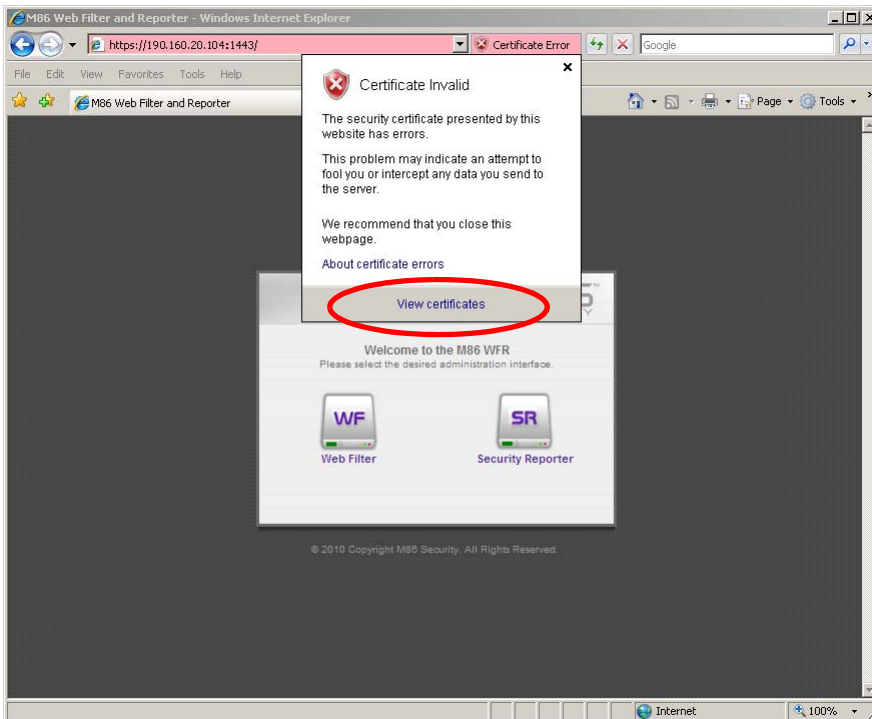 M86 Web Filter and Reporter - Windows Internet Explorer
https://190.160.20.104:1443/
Certificate Error
Google
File Edit View Favorites Tools Help
M86 Web Filter and Reporter
Page
Tools
Certificate Invalid
The security certificate presented by this
website has errors.
This problem may indicate an attempt to
fool you or intercept any data you send to
the server.
We recommend that you close this
webpage.
About certificate errors
View certificates
Welcome to the M86 WFR
Please select the desired administration interface.
WF
SR
Web Filter
Security Reporter
© 2010 Copyright M86 Security. All Rights Reserved.
Internet
100%